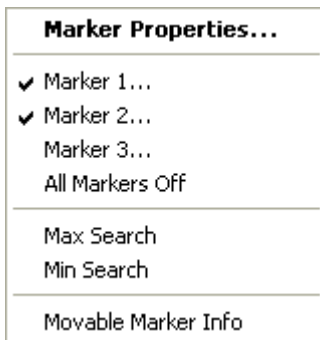 Marker Properties...
Marker 1...
Marker 2...
Marker 3...
All Markers Off
Max Search
Min Search
Movable Marker Info